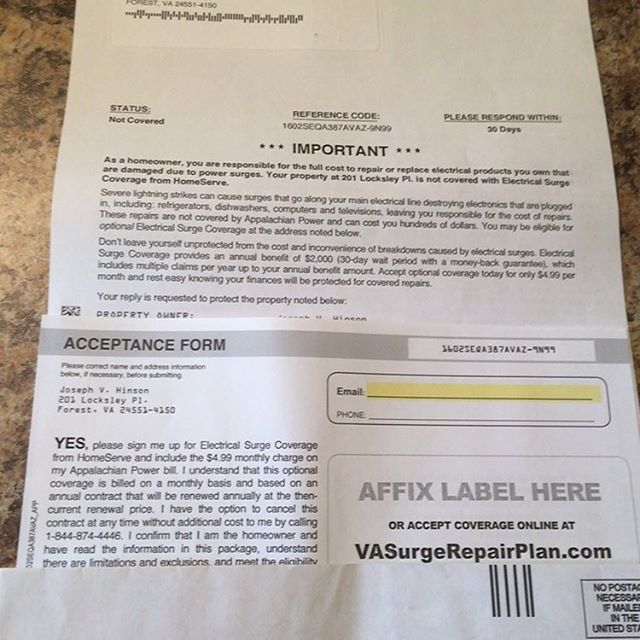 FOREST, VA 24551-4150
STATUS:
Not Covered
REFERENCE CODE:
1602SEQA387AVAZ-9N99
PLEASE RESPOND WITHIN:
30 Days
*** IMPORTANT ***
As a homeowner, you are responsible for the full cost to repair or replace electrical products you own that
are damaged due to power surges. Your property at 201 Locksley Pl. is not covered with Electrical Surge
Coverage from HomeServe.
Severe lightning strikes can cause surges that go along your main electrical line destroying electronics that are plugged
in, including: refrigerators, dishwashers, computers and televisions, leaving you responsible for the cost of repairs.
These repairs are not covered by Appalachian Power and can cost you hundreds of dollars. You may be eligible for
optional Electrical Surge Coverage at the address noted below.
Don't leave yourself unprotected from the cost and inconvenience of breakdowns caused by electrical surges. Electrical
Surge Coverage provides an annual benefit of $2,000 (30-day wait period with a money-back guarantee), which
includes multiple claims per year up to your annual benefit amount. Accept optional coverage today for only $4.99 per
month and rest easy knowing your finances will be protected for covered repairs.
Your reply is requested to protect the property noted below:
PROPERTY OWNER: Joseph V. Hinson
ACCEPTANCE FORM
1602SEQA387AVAZ-9N99
Please correct name and address information
below, if necessary, before submitting
Joseph V. Hinson
201 Locksley Pl.
Forest, VA 24551-4150
Email:
PHONE:
YES, please sign me up for Electrical Surge Coverage
from HomeServe and include the $4.99 monthly charge on
my Appalachian Power bill. I understand that this optional
coverage is billed on a monthly basis and based on an
annual contract that will be renewed annually at the then-
current renewal price. I have the option to cancel this
contract at any time without additional cost to me by calling
1-844-874-4446. I confirm that I am the homeowner and
have read the information in this package, understand
there are limitations and exclusions, and meet the eligibility
AFFIX LABEL HERE
OR ACCEPT COVERAGE ONLINE AT
VASurgeRepairPlan.com
NO POSTAG
NECESSAR
IF MAILE
IN THE
UNITED STA